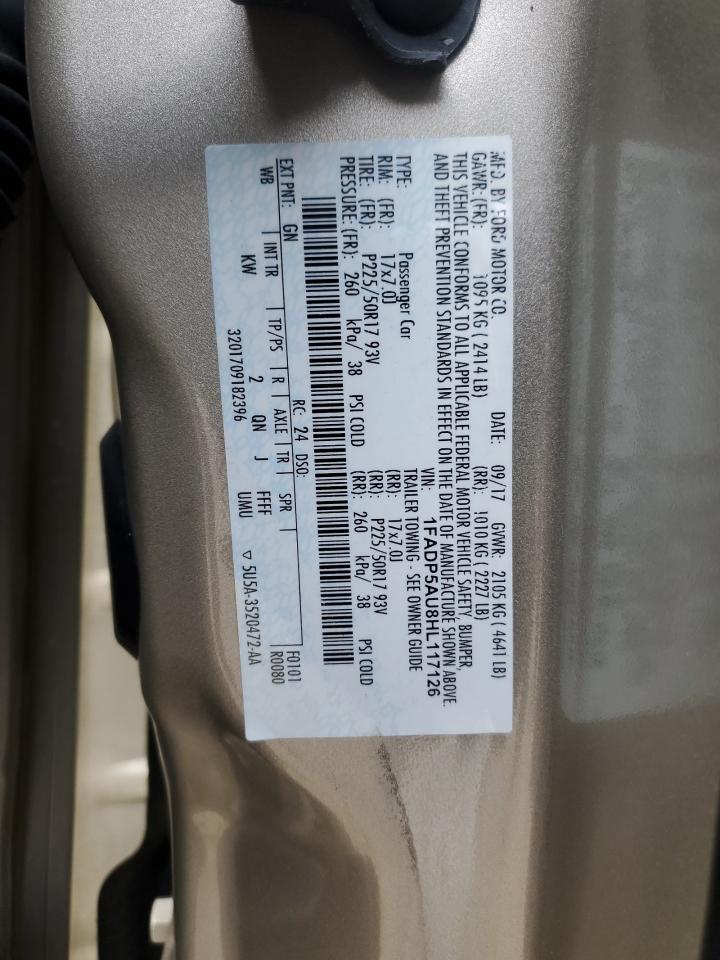 MFD. BY FORD MOTOR CO. DATE: 09/17 GVWR: 2105 KG ( 4641 LB)
GAWR: (FR): 1095 KG ( 2414 LB) (RR): 1010 KG ( 2227 LB)
THIS VEHICLE CONFORMS TO ALL APPLICABLE FEDERAL MOTOR VEHICLE SAFETY, BUMPER,
AND THEFT PREVENTION STANDARDS IN EFFECT ON THE DATE OF MANUFACTURE SHOWN ABOVE.
VIN: 1FADP5AU8HL117126
TYPE: Passenger Car TRAILER TOWING - SEE OWNER GUIDE
RIM: (FR): 17x7.0J (RR): 17x7.0J
TIRE: (FR): P225/50R17 93V (RR): P225/50R17 93V
PRESSURE: (FR): 260 kPa/ 38 PSI COLD (RR): 260 kPa/ 38 PSI COLD
EXT PNT: GN RC: 24 DSO: F0101
WB INT TR TP/PS R AXLE TR SPR R0080
KW 2 QN J FFFF
3201709182396 UMU ▽ 5U5A-3520472-AA